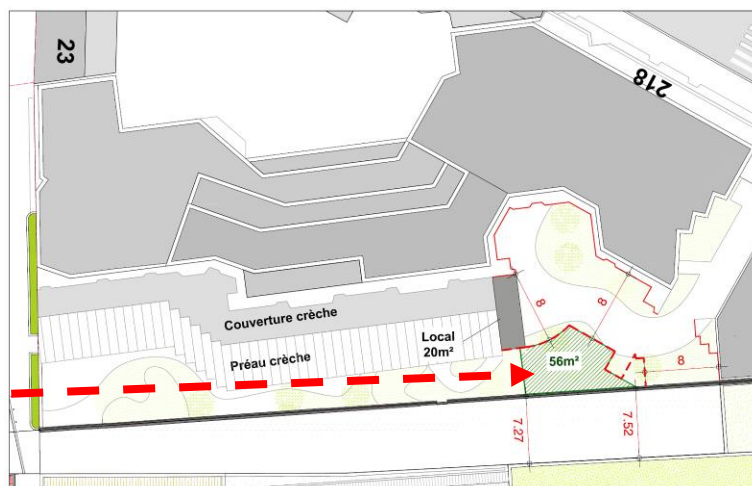 23
218
Couverture crèche
Préau crèche
Local
20m²
8
8
56m²
8
7.27
7.52